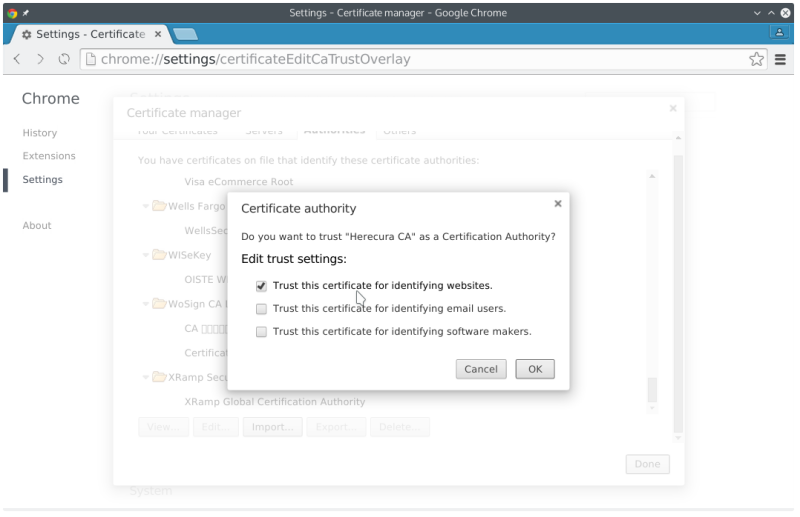 Settings - Certificate manager - Google Chrome
Settings - Certificate
chrome://settings/certificateEditCaTrustOverlay
Chrome
Settings
Certificate manager
History
Your Certificates Servers Authorities Others
Extensions
You have certificates on file that identify these certificate authorities:
Settings
Visa eCommerce Root
Certificate authority
Wells Fargo
About
WellsSec
Do you want to trust "Herecura CA" as a Certification Authority?
WISeKey
Edit trust settings:
OISTE W
Trust this certificate for identifying websites.
WoSign CA
Trust this certificate for identifying email users.
CA
Trust this certificate for identifying software makers.
Certificat
Cancel OK
XRamp Secu
XRamp Global Certification Authority
View... Edit... Import... Export... Delete...
Done
System